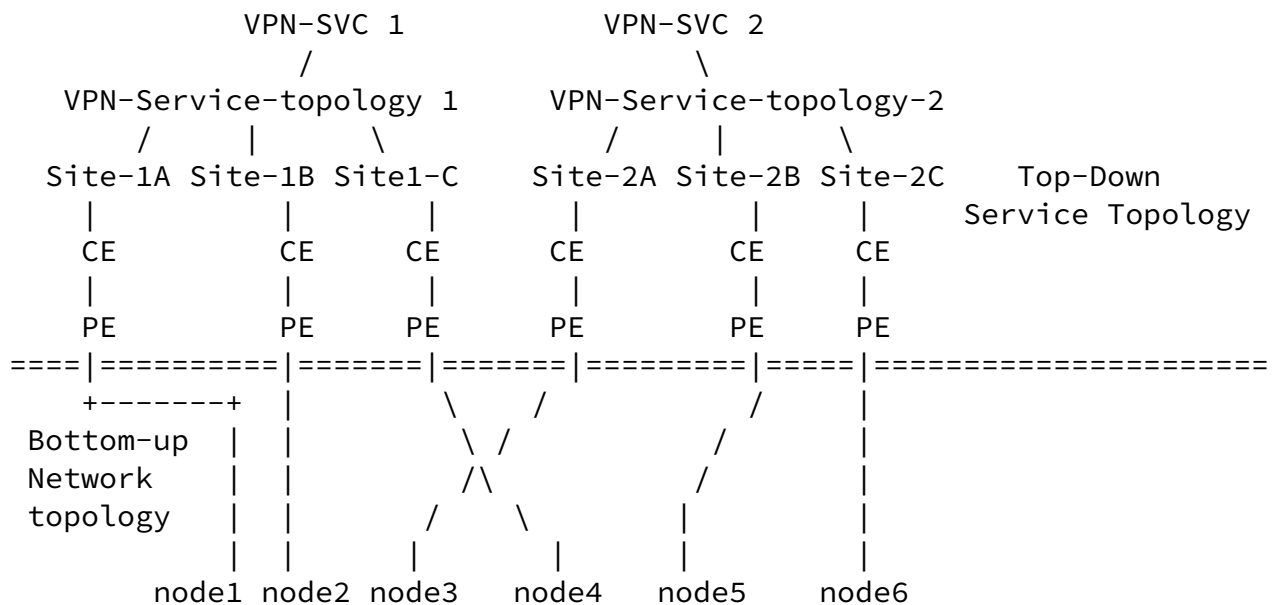 VPN-SVC 1 VPN-SVC 2
VPN-Service-topology 1 VPN-Service-topology-2
Site-1A Site-1B Site1-C Site-2A Site-2B Site-2C Top-Down
Service Topology
CE CE CE CE CE CE
PE PE PE PE PE PE
Bottom-up
Network
topology
node1 node2 node3 node4 node5 node6